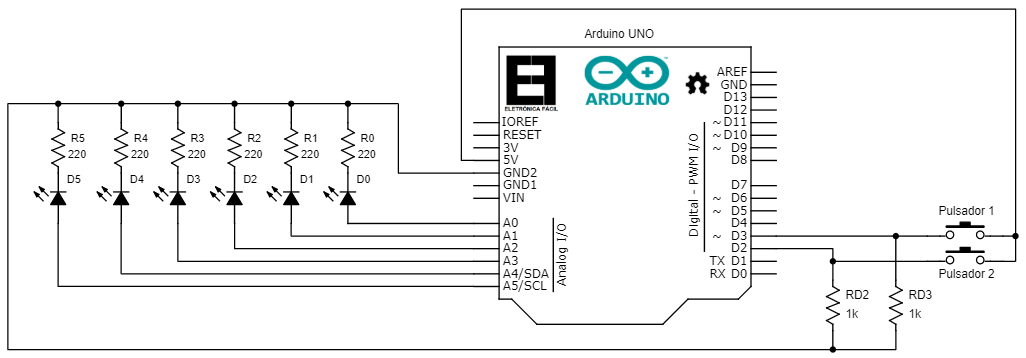 Arduino UNO
ELETRÔNICA FÁCIL
ARDUINO
IOREF
RESET
3V
5V
GND2
GND1
VIN
A0
A1
A2
A3
A4/SDA
A5/SCL
Analog I/O
Digital - PWM I/O
AREF
GND
D13
D12
~ D11
~ D10
~ D9
D8
D7
~ D6
~ D5
D4
~ D3
D2
TX D1
RX D0
R5
220
D5
R4
220
D4
R3
220
D3
R2
220
D2
R1
220
D1
R0
220
D0
Pulsador 1
Pulsador 2
RD2
1k
RD3
1k